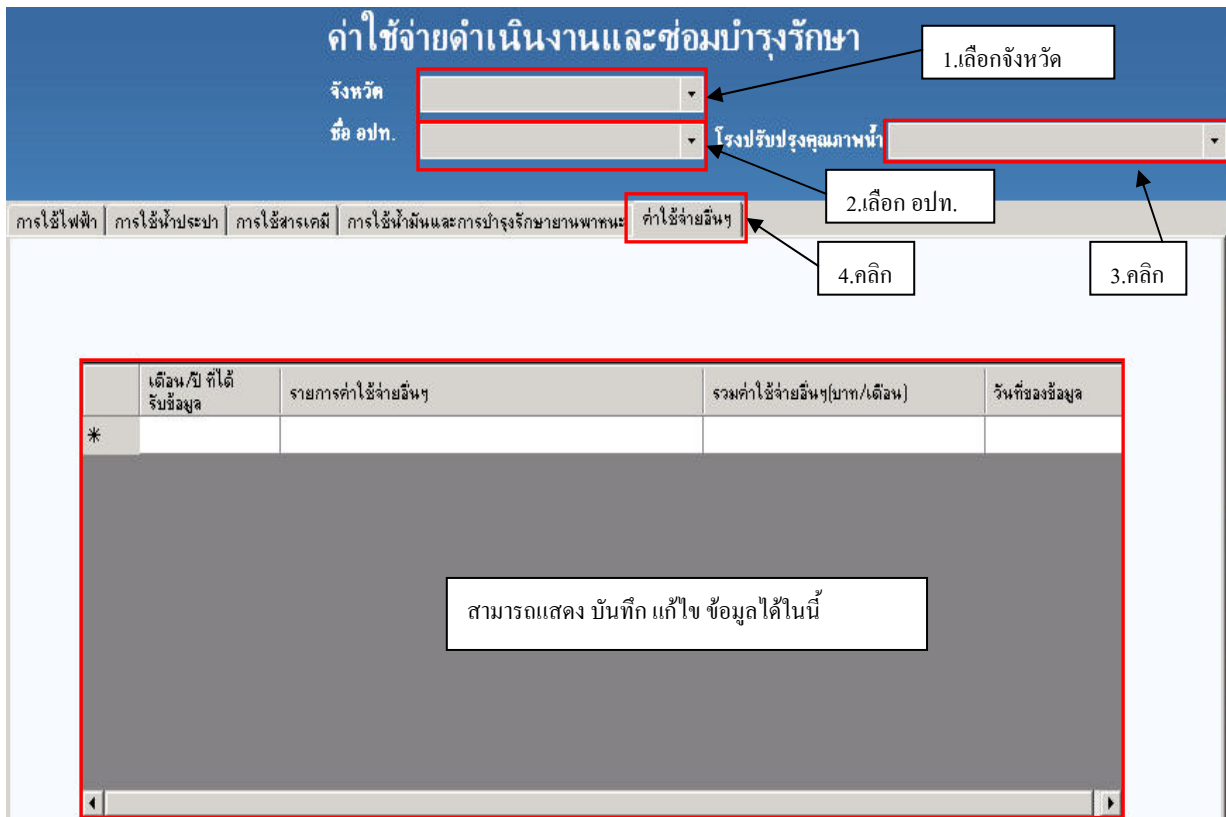 ค่าใช้จ่ายดำเนินงานและซ่อมบำรุงรักษา
1.เลือกจังหวัด
จังหวัด
ชื่อ อปท.
โรงปรับปรุงคุณภาพน้ำ
2.เลือก อปท.
การใช้ไฟฟ้า การใช้น้ำประปา การใช้สารเคมี การใช้น้ำมันและการบำรุงรักษายานพาหนะ ค่าใช้จ่ายอื่นๆ
4.คลิก
3.คลิก
เดือน/ปี ที่ได้
รับข้อมูล
รายการค่าใช้จ่ายอื่นๆ
รวมค่าใช้จ่ายอื่นๆ(บาท/เดือน)
วันที่ของข้อมูล
สามารถแสดง บันทึก แก้ไข ข้อมูลได้ในนี้